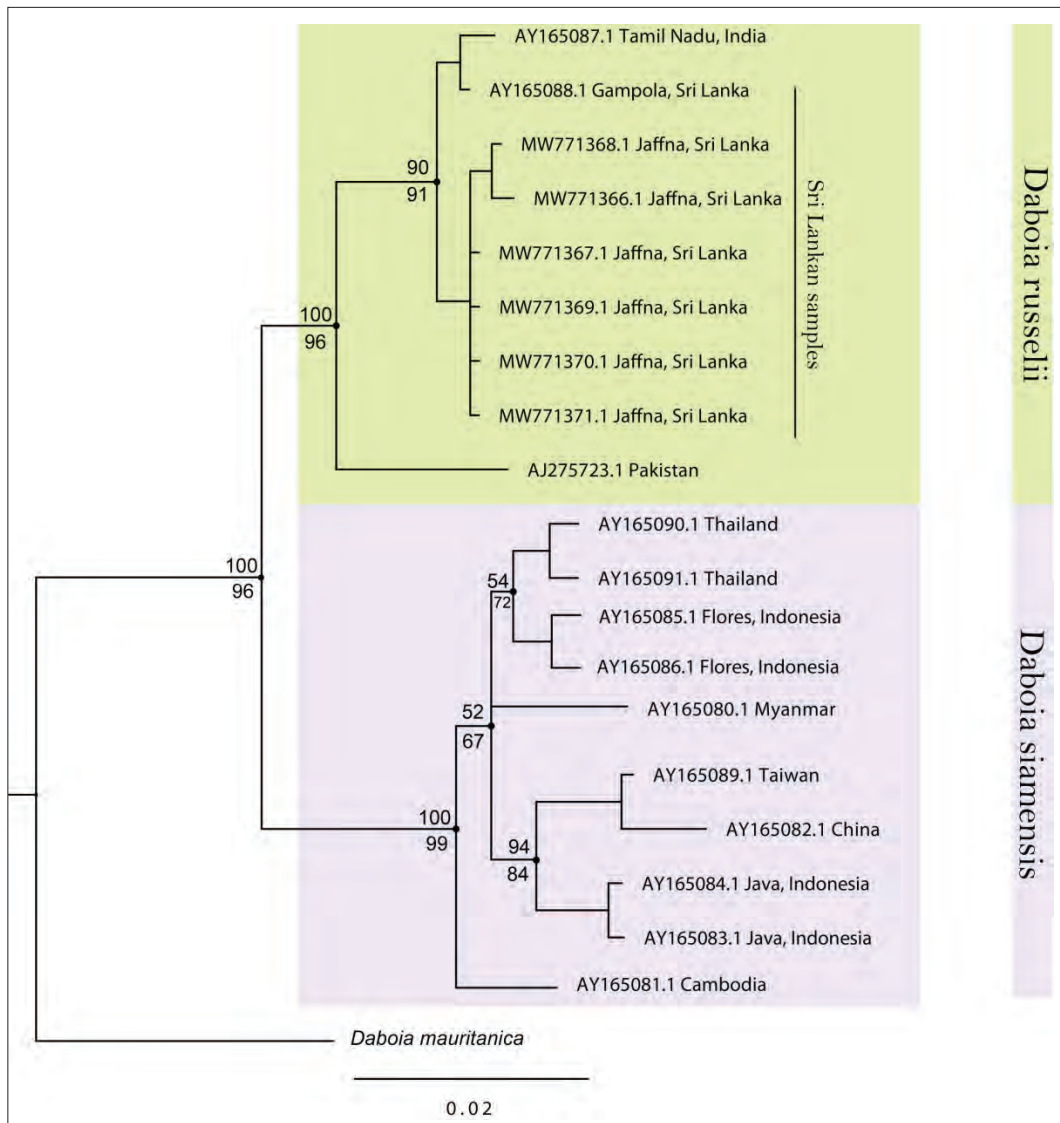 AY165087.1 Tamil Nadu, India
AY165088.1 Gampola, Sri Lanka
MW771368.1 Jaffna, Sri Lanka
90
91
MW771366.1 Jaffna, Sri Lanka
MW771367.1 Jaffna, Sri Lanka
MW771369.1 Jaffna, Sri Lanka
100
96
MW771370.1 Jaffna, Sri Lanka
MW771371.1 Jaffna, Sri Lanka
Sri Lankan samples
AJ275723.1 Pakistan
Daboia russelii
AY165090.1 Thailand
100
96
54
72
AY165091.1 Thailand
AY165085.1 Flores, Indonesia
AY165086.1 Flores, Indonesia
52
67
AY165080.1 Myanmar
AY165089.1 Taiwan
100
99
AY165082.1 China
94
84
AY165084.1 Java, Indonesia
AY165083.1 Java, Indonesia
AY165081.1 Cambodia
Daboia siamensis
Daboia mauritanica
0.02